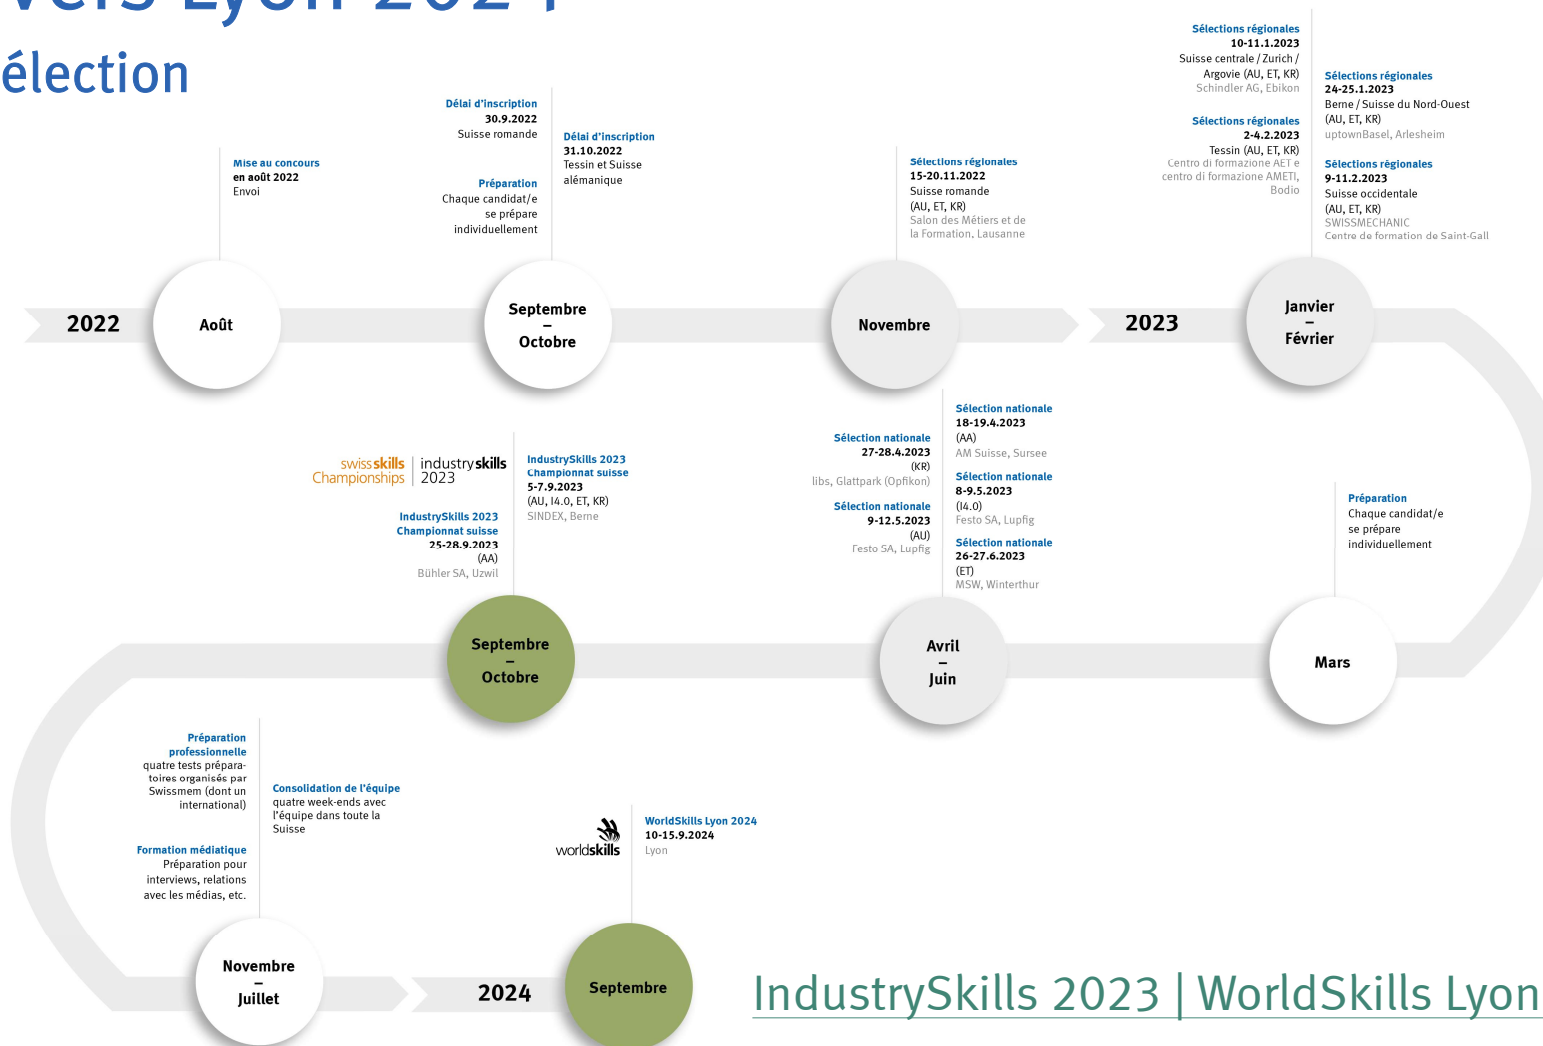 vers Lyon 2024
élection
Mise au concours
en août 2022
Envoi
Délai d'inscription
30.9.2022
Suisse romande
Préparation
Chaque candidat/e
se prépare
individuellement
Délai d'inscription
31.10.2022
Tessin et Suisse
alémanique
Sélections régionales
15-20.11.2022
Suisse romande
(AU, ET, KR)
Salon des Métiers et de
la Formation, Lausanne
Sélections régionales
10-11.1.2023
Suisse centrale / Zurich /
Argovie (AU, ET, KR)
Schindler AG, Ebikon
Sélections régionales
2-4.2.2023
Tessin (AU, ET, KR)
Centro di formazione AET e
centro di formazione AMETI,
Bodio
Sélections régionales
24-25.1.2023
Berne / Suisse du Nord-Ouest
(AU, ET, KR)
uptownBasel, Arlesheim
Sélections régionales
9-11.2.2023
Suisse occidentale
(AU, ET, KR)
SWISSMECHANIC
Centre de formation de Saint-Gall
2022
Août
Septembre
–
Octobre
Novembre
2023
Janvier
–
Février
swissskills
Championships
industryskills
2023
IndustrySkills 2023
Championnat suisse
25-28.9.2023
(AA)
Bühler SA, Uzwil
IndustrySkills 2023
Championnat suisse
5-7.9.2023
(AU, I4.0, ET, KR)
SINDEX, Berne
Sélection nationale
27-28.4.2023
(KR)
libs, Glattpark (Opfikon)
Sélection nationale
9-12.5.2023
(AU)
Festo SA, Lupfig
Sélection nationale
18-19.4.2023
(AA)
AM Suisse, Sursee
Sélection nationale
8-9.5.2023
(I4.0)
Festo SA, Lupfig
Sélection nationale
26-27.6.2023
(ET)
MSW, Winterthur
Préparation
Chaque candidat/e
se prépare
individuellement
Septembre
–
Octobre
Avril
–
Juin
Mars
Préparation
professionnelle
quatre tests prépara-
toires organisés par
Swissmem (dont un
international)
Formation médiatique
Préparation pour
interviews, relations
avec les médias, etc.
Consolidation de l'équipe
quatre week-ends avec
l'équipe dans toute la
Suisse
worldskills
WorldSkills Lyon 2024
10-15.9.2024
Lyon
Novembre
–
Juillet
2024
Septembre
IndustrySkills 2023 | WorldSkills Lyon